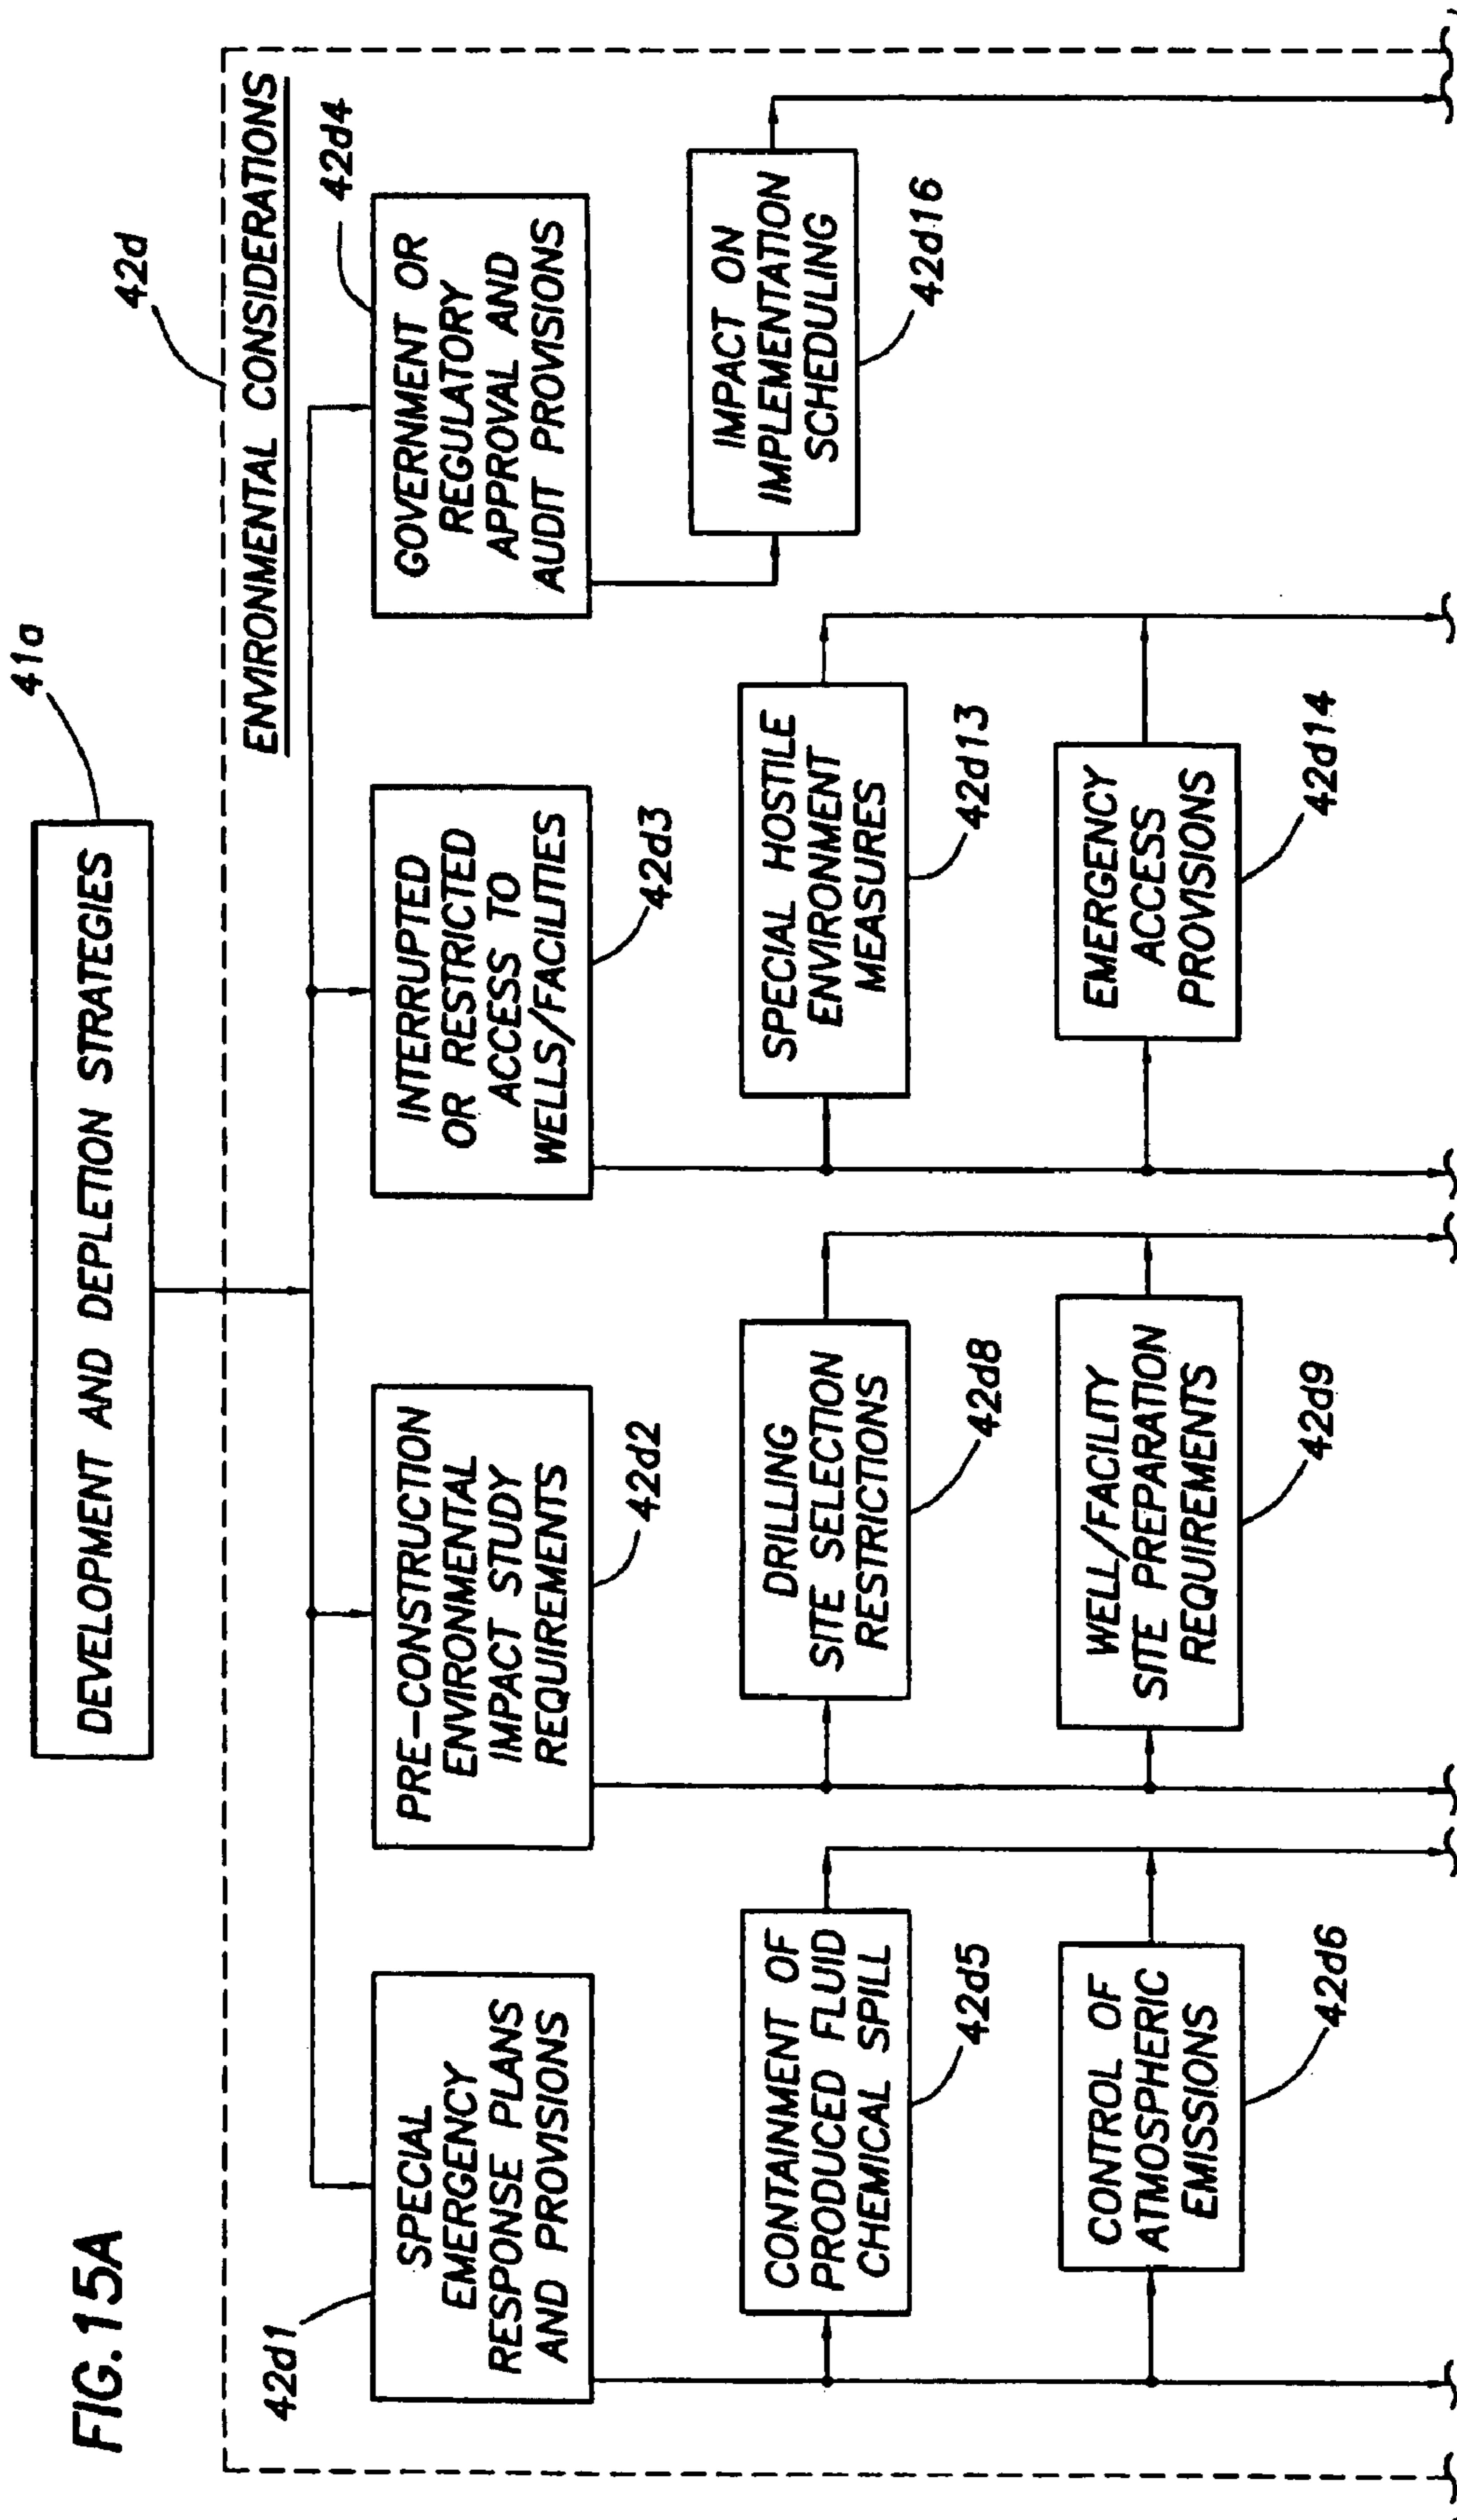 FIG.15A
DEVELOPMENT AND DEPLETION STRATEGIES
41a
42d
ENVIRONMENTAL CONSIDERATIONS
42d1
SPECIAL
EMERGENCY
RESPONSE PLANS
AND PROVISIONS
PRE-CONSTRUCTION
ENVIRONMENTAL
IMPACT STUDY
REQUIREMENTS
42d2
INTERRUPTED
OR RESTRICTED
ACCESS TO
WELLS/FACILITIES
42d3
GOVERNMENT OR
REGULATORY
APPROVAL AND
AUDIT PROVISIONS
42d4
CONTAINMENT OF
PRODUCED FLUID
CHEMICAL SPILL
42d5
DRILLING
SITE SELECTION
RESTRICTIONS
42d8
SPECIAL HOSTILE
ENVIRONMENT
MEASURES
42d13
IMPACT ON
IMPLEMENTATION
SCHEDULING
42d16
CONTROL OF
ATMOSPHERIC
EMISSIONS
42d6
WELL/FACILITY
SITE PREPARATION
REQUIREMENTS
42d9
EMERGENCY
ACCESS
PROVISIONS
42d14